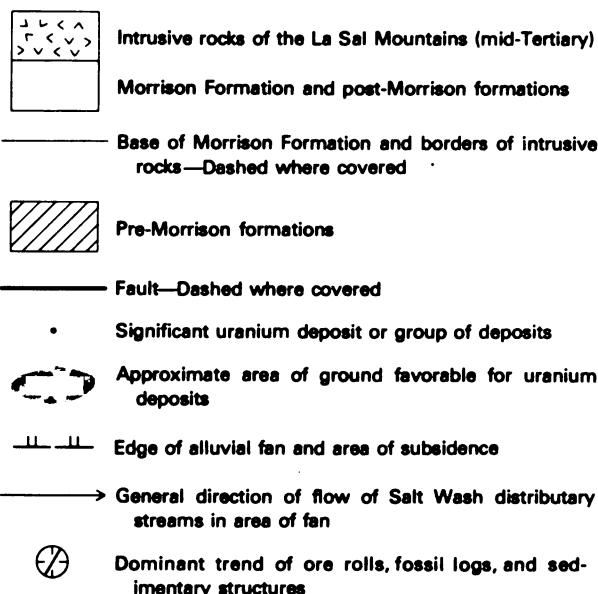 Intrusive rocks of the La Sal Mountains (mid-Tertiary)
Morrison Formation and post-Morrison formations
Base of Morrison Formation and borders of intrusive
rocks—Dashed where covered
Pre-Morrison formations
Fault—Dashed where covered
Significant uranium deposit or group of deposits
Approximate area of ground favorable for uranium
deposits
Edge of alluvial fan and area of subsidence
General direction of flow of Salt Wash distributary
streams in area of fan
Dominant trend of ore rolls, fossil logs, and sed-
imentary structures